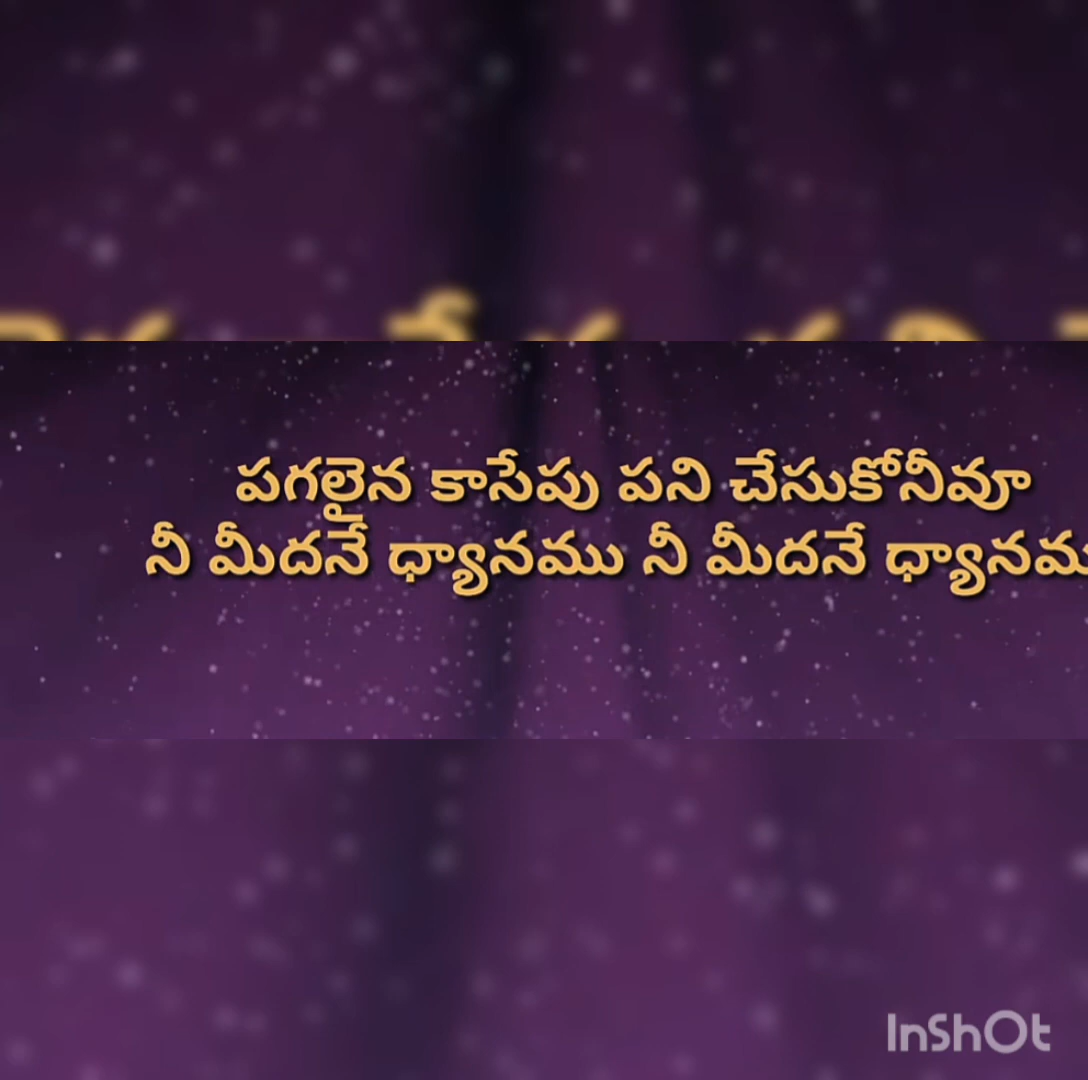 పగలైన కాసేపు పని చేసుకోనీవూ
నీ మీదనే ధ్యానము నీ మీదనే ధ్యానము
InShOt